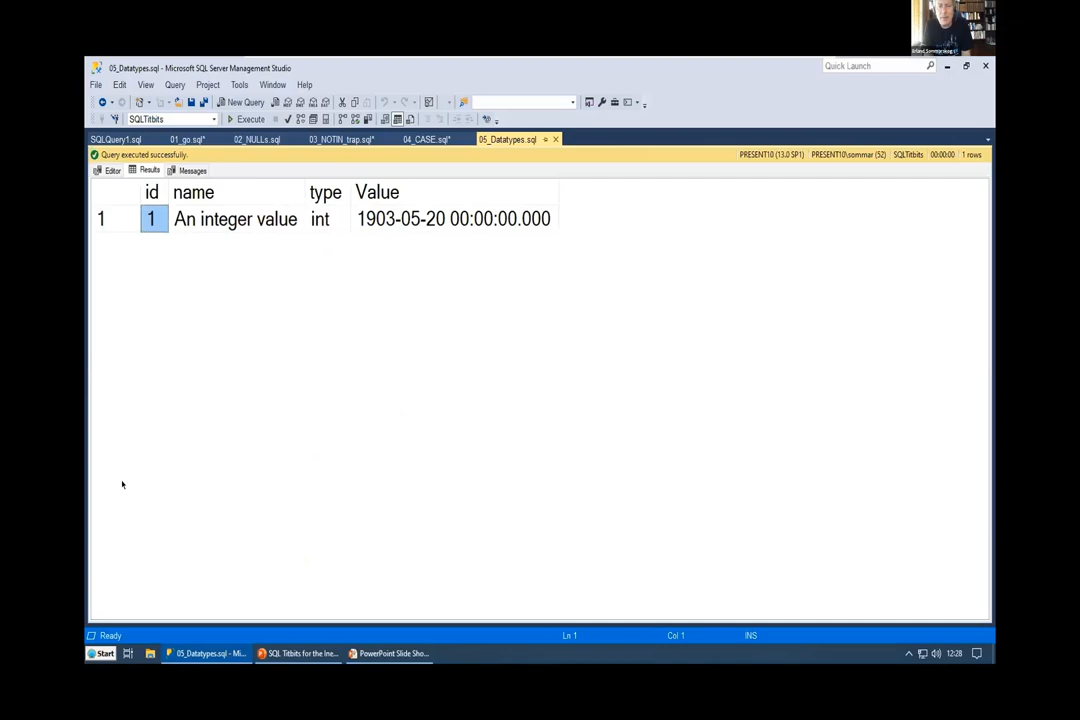 05_Datatypes.sql - Microsoft SQL Server Management Studio
Quick Launch
File Edit View Query Project Tools Window Help
New Query
SQLTitbits Execute
SQLQuery1.sql 01_go.sql* 02_NULLs.sql 03_NOTIN_trap.sql* 04_CASE.sql* 05_Datatypes.sql
Query executed successfully. PRESENT10 (13.0 SP1) PRESENT10\sommar (52) SQLTitbits 00:00:00 1 rows
Editor Results Messages
id name type Value
1 1 An integer value int 1903-05-20 00:00:00.000
Ready Ln 1 Col 1 INS
Start 05_Datatypes.sql - Mi... SQL Titbits for the Ine... PowerPoint Slide Sho... 12:28